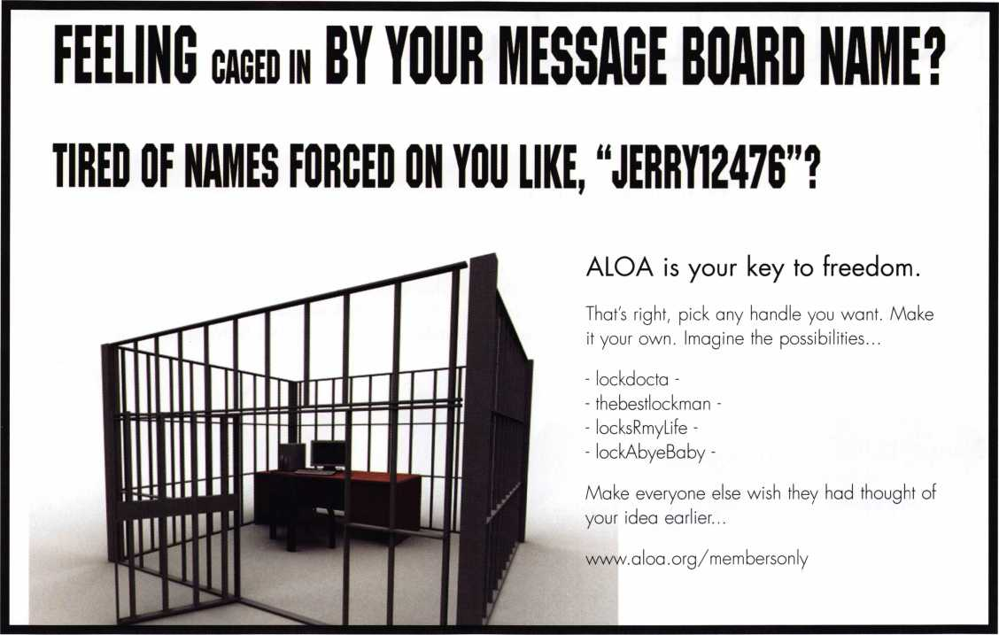 FEELING CAGED IN BY YOUR MESSAGE BOARD NAME?
TIRED OF NAMES FORCED ON YOU LIKE, “JERRY12476”?
ALOA is your key to freedom.
That's right, pick any handle you want. Make
it your own. Imagine the possibilities...
- lockdocta -
- thebestlockman -
- locksRmyLife -
- lockAbyeBaby -
Make everyone else wish they had thought of
your idea earlier...
www.aloa.org/membersonly